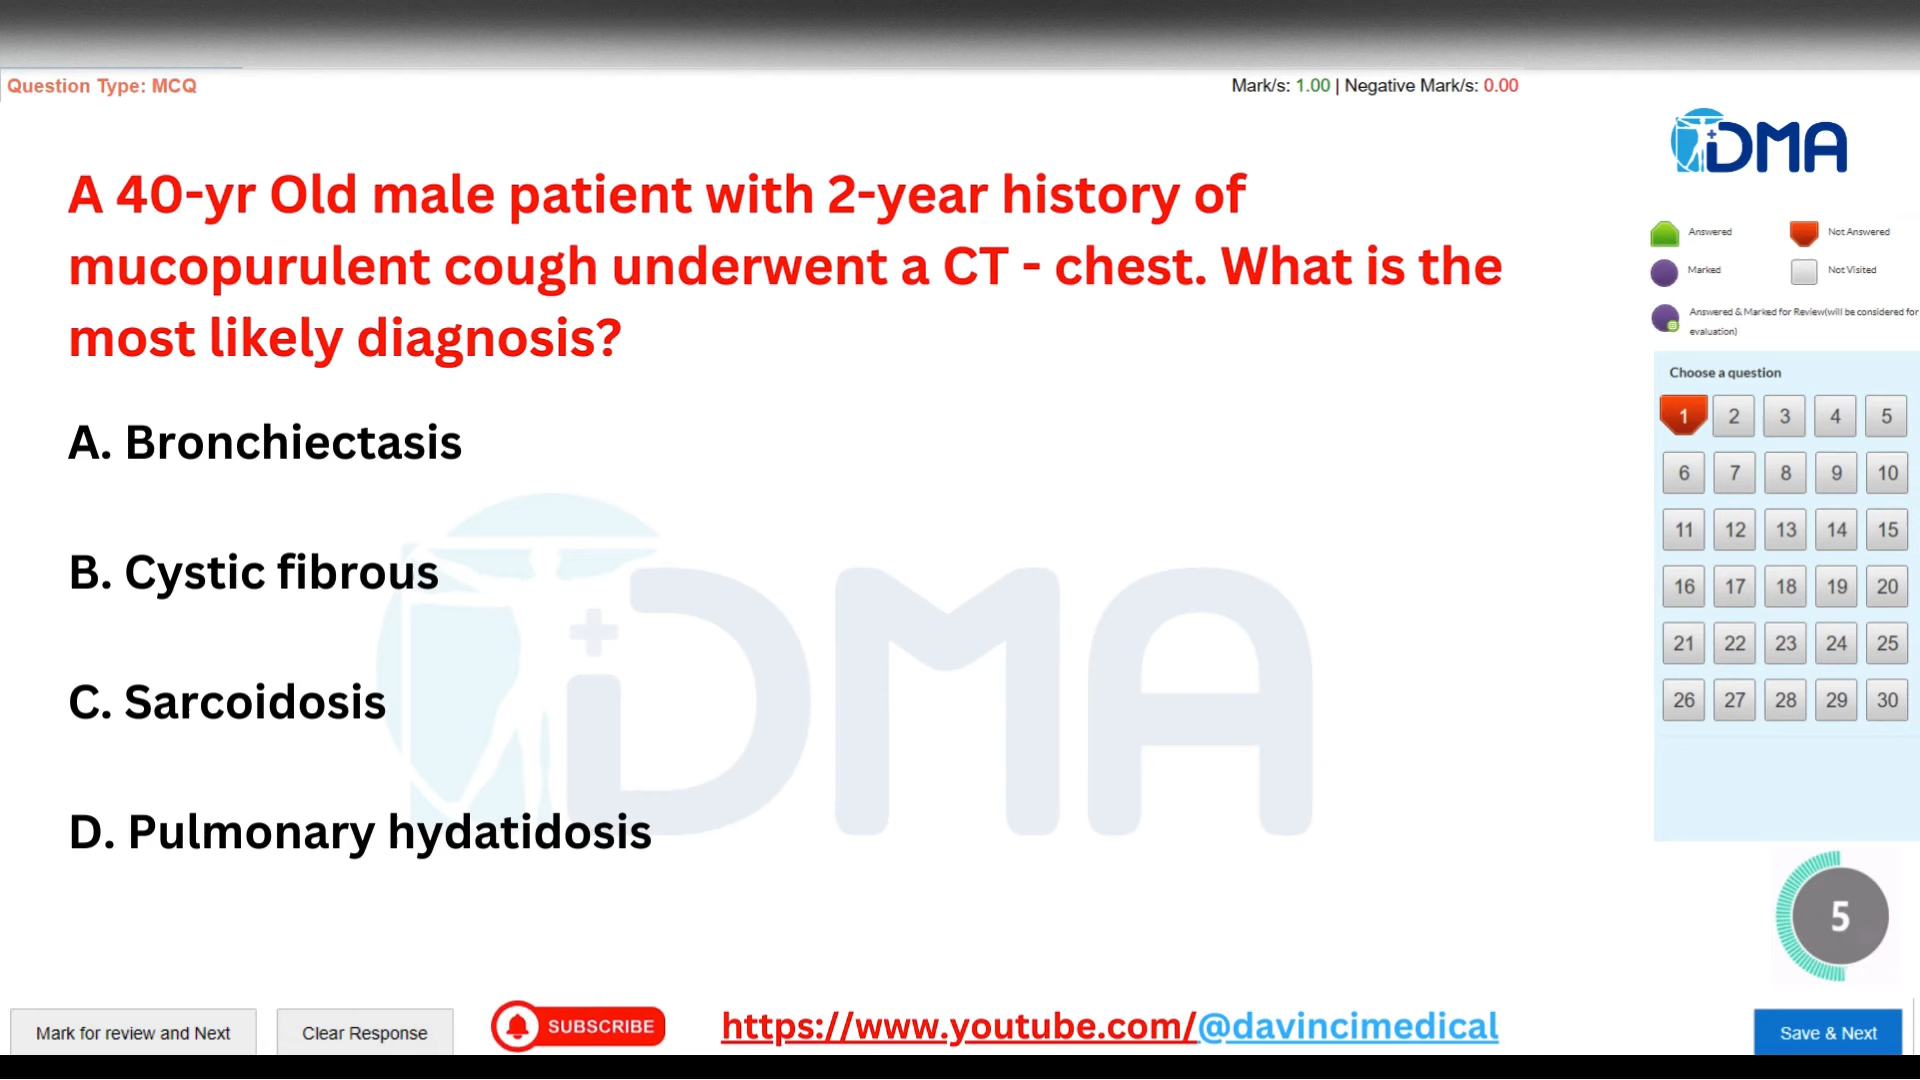 Question Type: MCQ
Mark/s: 1.00 | Negative Mark/s: 0.00
A 40-yr Old male patient with 2-year history of
mucopurulent cough underwent a CT - chest. What is the
most likely diagnosis?
A. Bronchiectasis
B. Cystic fibrous
C. Sarcoidosis
D. Pulmonary hydatidosis
iDMA
iDMA
Answered
Not Answered
Marked
Not Visited
Answered & Marked for Review(will be considered for
evaluation)
Choose a question
1 2 3 4 5
6 7 8 9 10
11 12 13 14 15
16 17 18 19 20
21 22 23 24 25
26 27 28 29 30
5
Mark for review and Next
Clear Response
SUBSCRIBE
https://www.youtube.com/@davincimedical
Save & Next